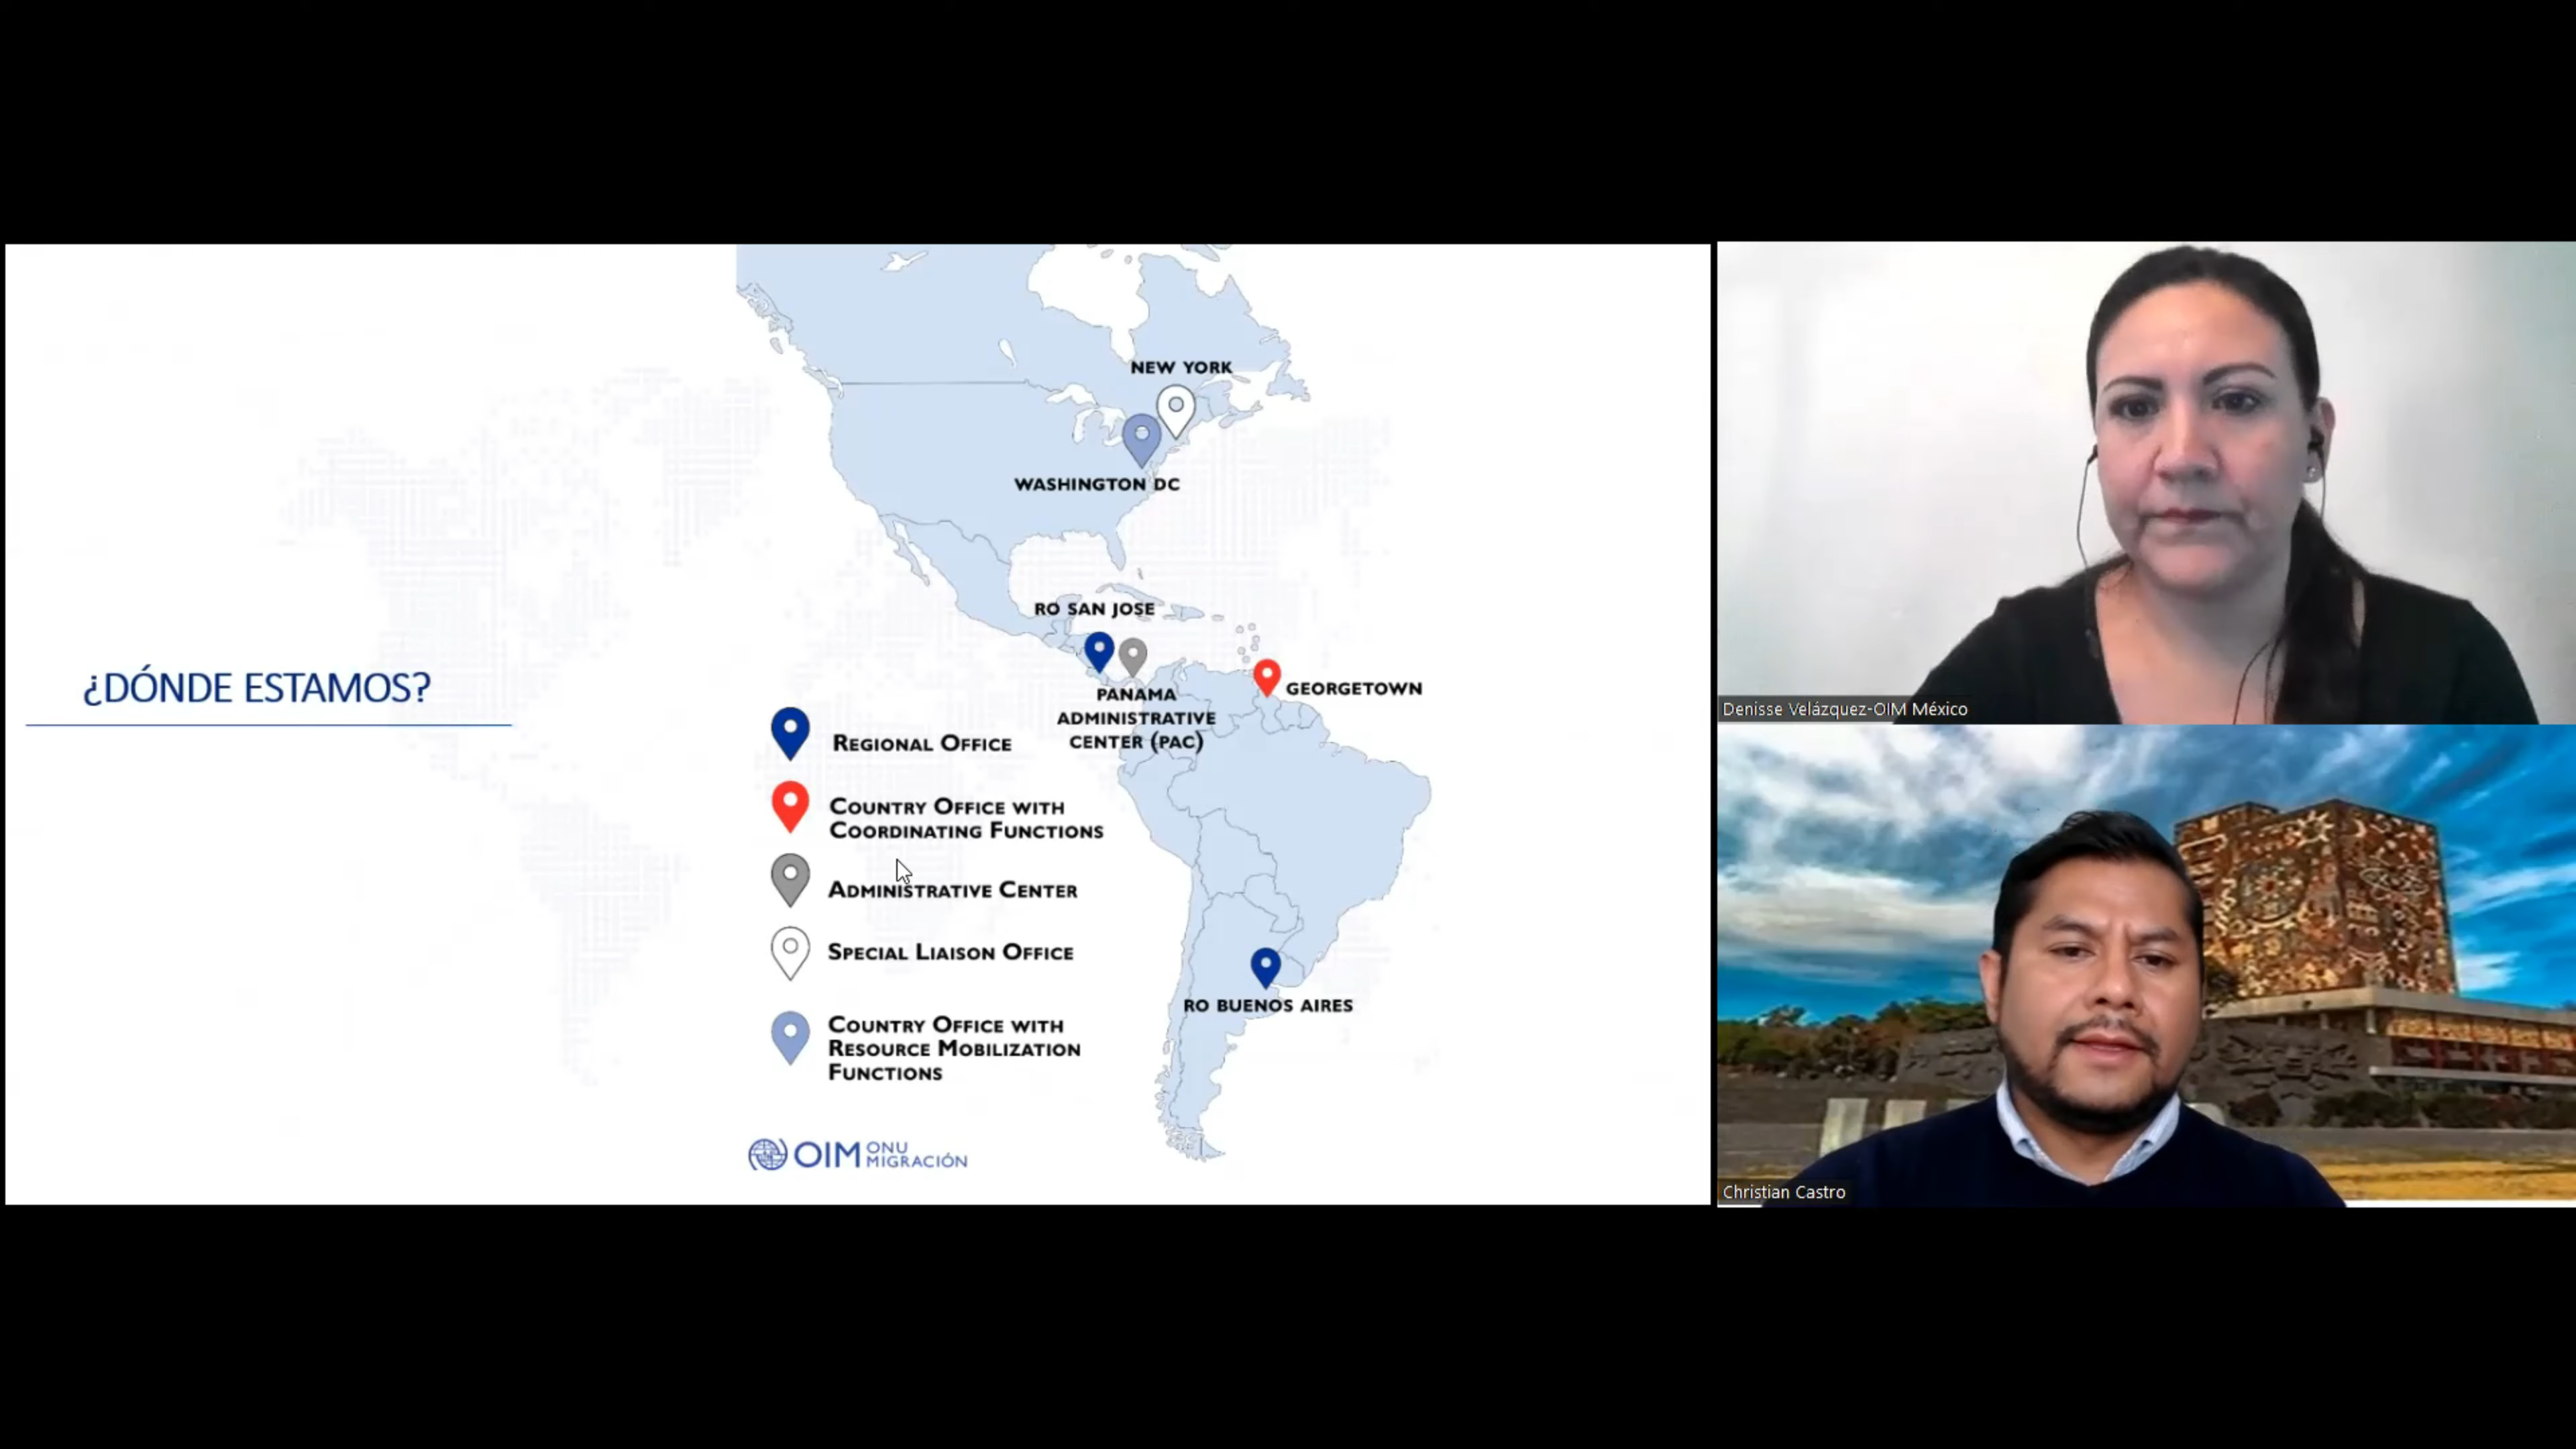 ¿DÓNDE ESTAMOS?
NEW YORK
WASHINGTON DC
RO SAN JOSE
PANAMA
ADMINISTRATIVE
CENTER (PAC)
GEORGETOWN
RO BUENOS AIRES
REGIONAL OFFICE
COUNTRY OFFICE WITH
COORDINATING FUNCTIONS
ADMINISTRATIVE CENTER
SPECIAL LIAISON OFFICE
COUNTRY OFFICE WITH
RESOURCE MOBILIZATION
FUNCTIONS
OIM ONU
MIGRACIÓN
Denisse Velázquez-OIM México
Christian Castro